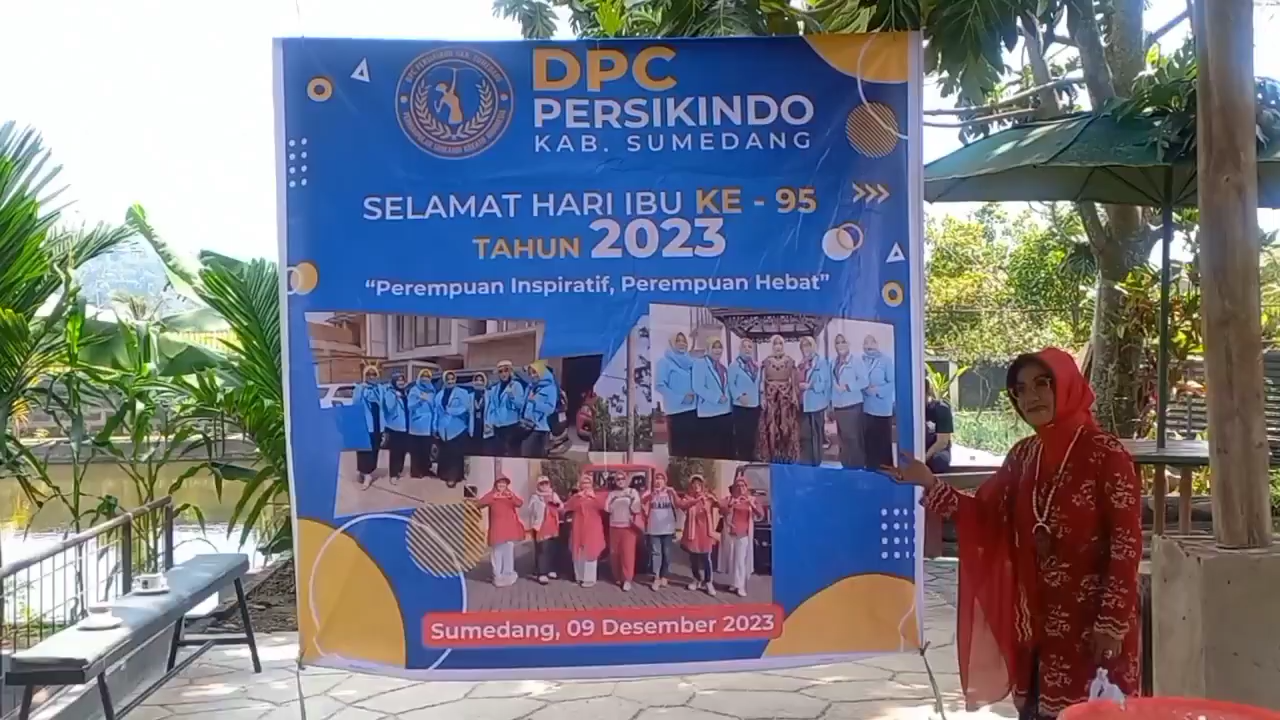 DPC
PERSIKINDO
KAB. SUMEDANG
SELAMAT HARI IBU KE - 95
TAHUN 2023
“Perempuan Inspiratif, Perempuan Hebat”
Sumedang, 09 Desember 2023